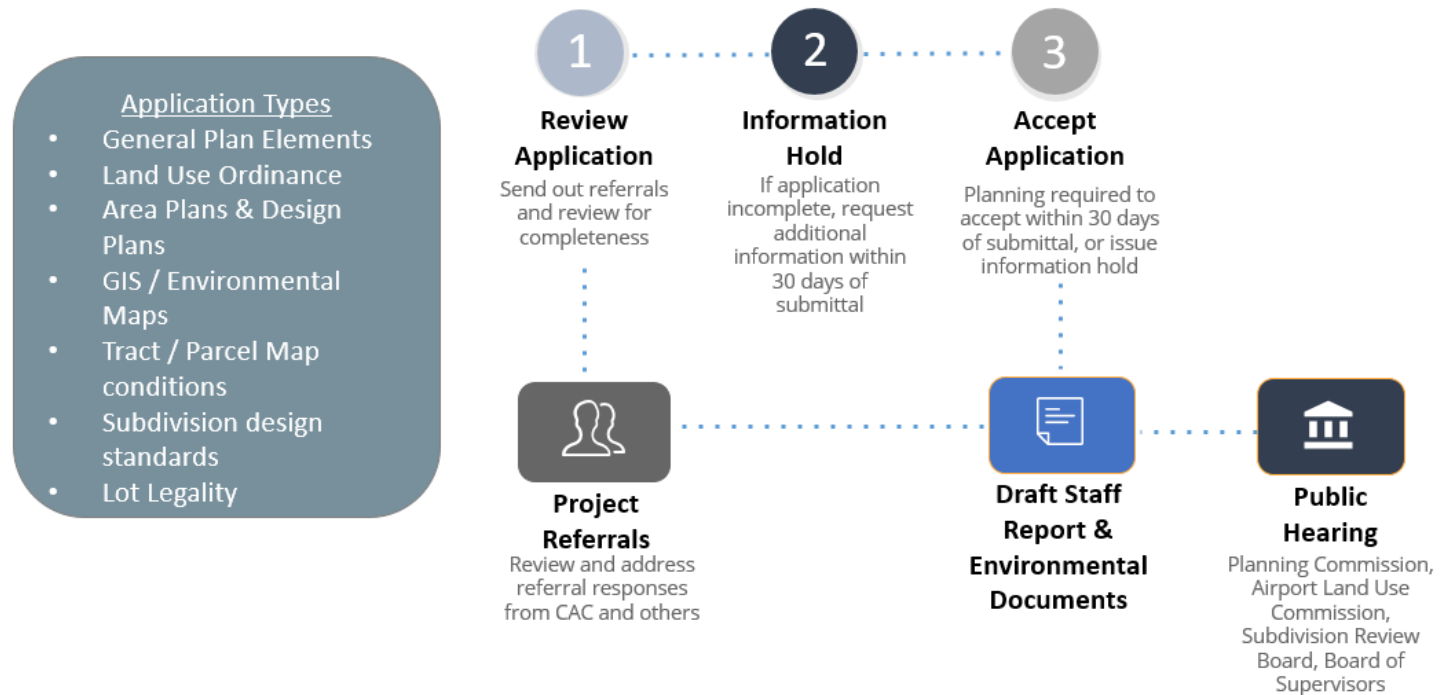 Application Types
• General Plan Elements
• Land Use Ordinance
• Area Plans & Design
Plans
• GIS / Environmental
Maps
• Tract / Parcel Map
conditions
• Subdivision design
standards
• Lot Legality
1
Review
Application
Send out referrals
and review for
completeness
2
Information
Hold
If application
incomplete, request
additional
information within
30 days of
submittal
3
Accept
Application
Planning required to
accept within 30 days
of submittal, or issue
information hold
Project
Referrals
Review and address
referral responses
from CAC and others
Draft Staff
Report &
Environmental
Documents
Public
Hearing
Planning Commission,
Airport Land Use
Commission,
Subdivision Review
Board, Board of
Supervisors